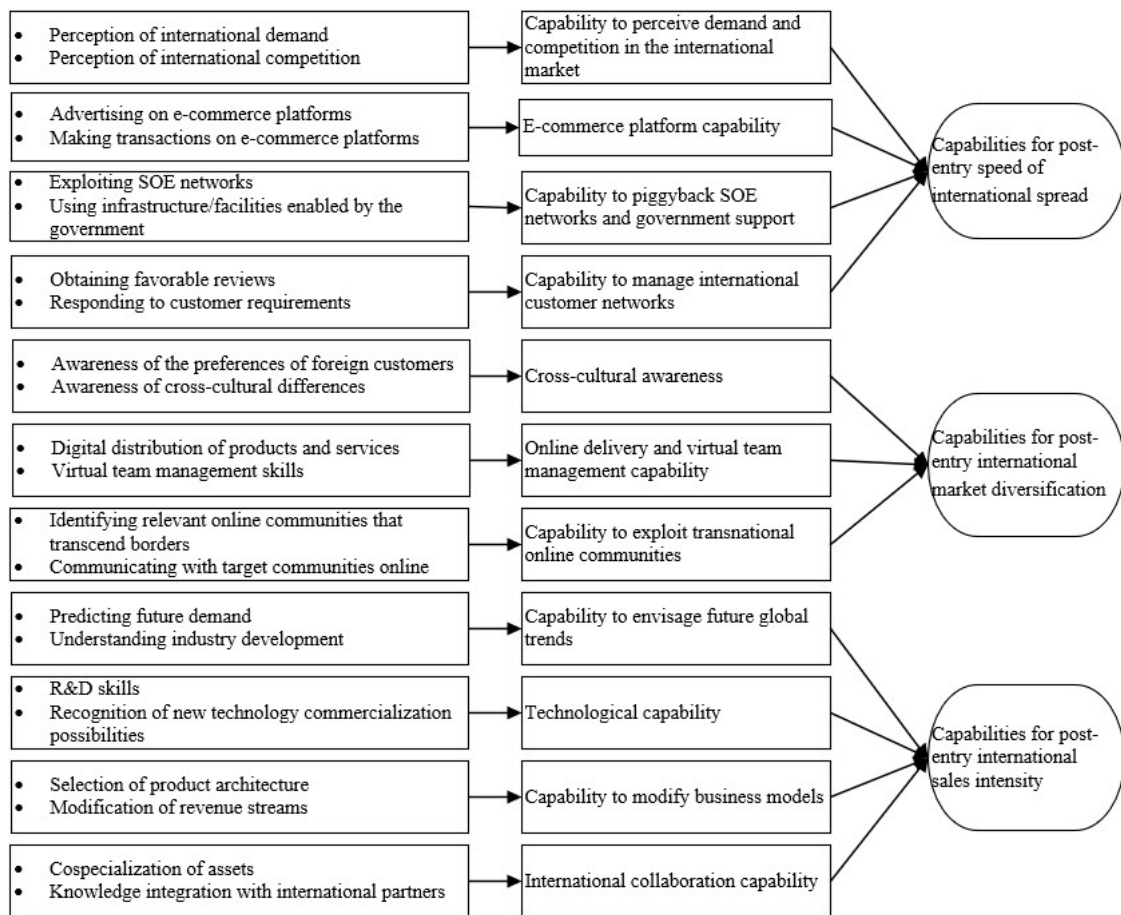 • Perception of international demand
• Perception of international competition
Capability to perceive demand and
competition in the international
market
• Advertising on e-commerce platforms
• Making transactions on e-commerce platforms
E-commerce platform capability
• Exploiting SOE networks
• Using infrastructure/facilities enabled by the
government
Capability to piggyback SOE
networks and government support
• Obtaining favorable reviews
• Responding to customer requirements
Capability to manage international
customer networks
Capabilities for post-
entry speed of
international spread
• Awareness of the preferences of foreign customers
• Awareness of cross-cultural differences
Cross-cultural awareness
• Digital distribution of products and services
• Virtual team management skills
Online delivery and virtual team
management capability
• Identifying relevant online communities that
transcend borders
• Communicating with target communities online
Capability to exploit transnational
online communities
Capabilities for post-
entry international
market diversification
• Predicting future demand
• Understanding industry development
Capability to envisage future global
trends
• R&D skills
• Recognition of new technology commercialization
possibilities
Technological capability
• Selection of product architecture
• Modification of revenue streams
Capability to modify business models
• Cospecialization of assets
• Knowledge integration with international partners
International collaboration capability
Capabilities for post-
entry international
sales intensity